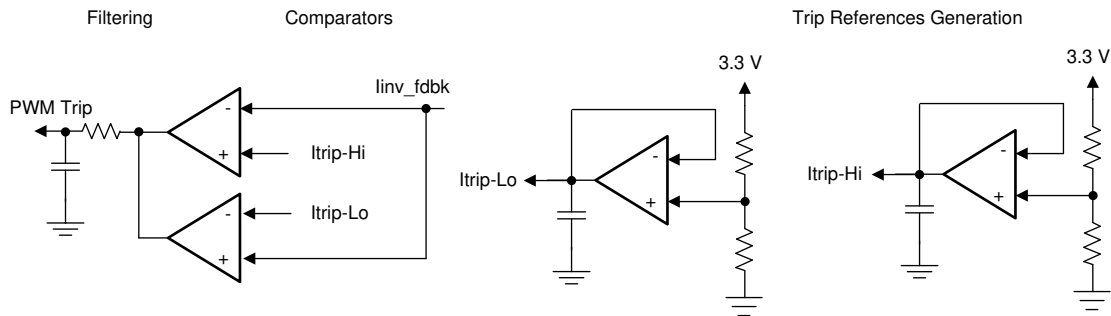 Filtering
Comparators
Trip References Generation
PWM Trip
Iinv_fdbk
-
+
Itrip-Hi
-
Itrip-Lo
+
3.3 V
-
+
Itrip-Lo
3.3 V
-
+
Itrip-Hi